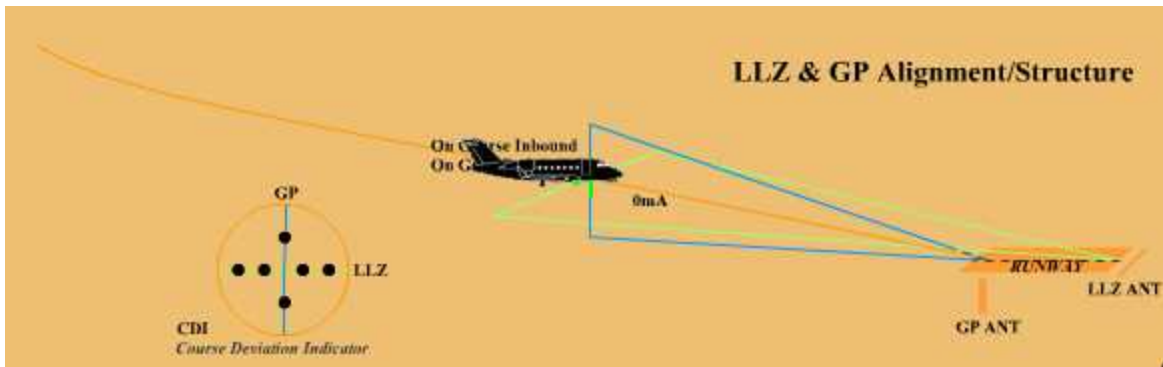 LLZ & GP Alignment/Structure
On Course Inbound
On
0mA
GP
LLZ
CDI
Course Deviation Indicator
RUNWAY
LLZ ANT
GP ANT